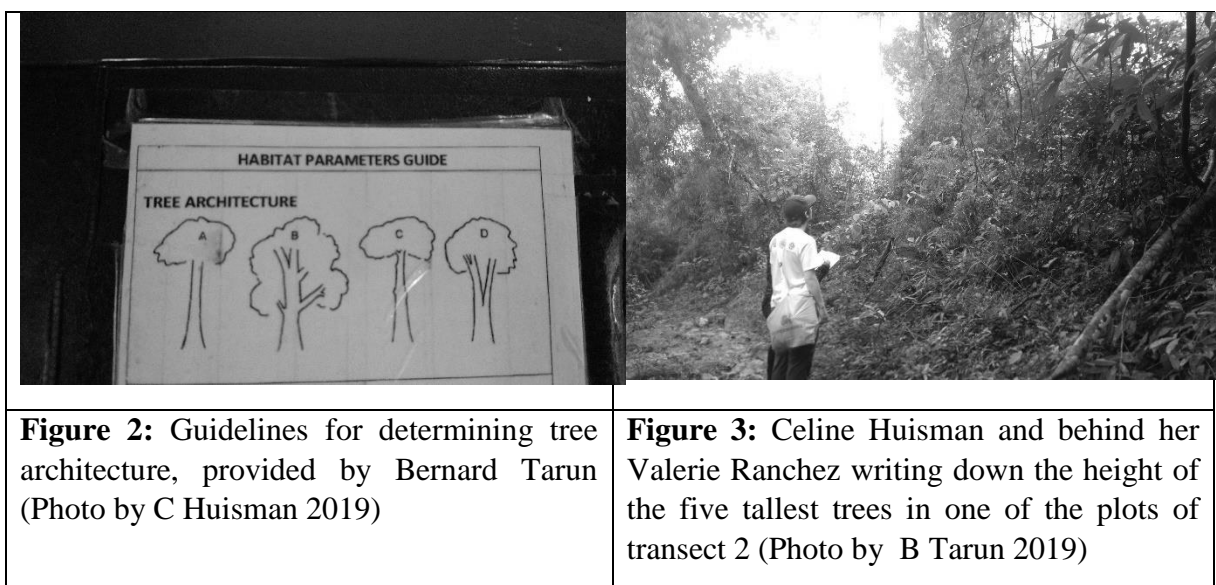 HABITAT PARAMETERS GUIDE
TREE ARCHITECTURE
A B C D
Figure 2: Guidelines for determining tree
architecture, provided by Bernard Tarun
(Photo by C Huisman 2019)
Figure 3: Celine Huisman and behind her
Valerie Ranchez writing down the height of
the five tallest trees in one of the plots of
transect 2 (Photo by B Tarun 2019)